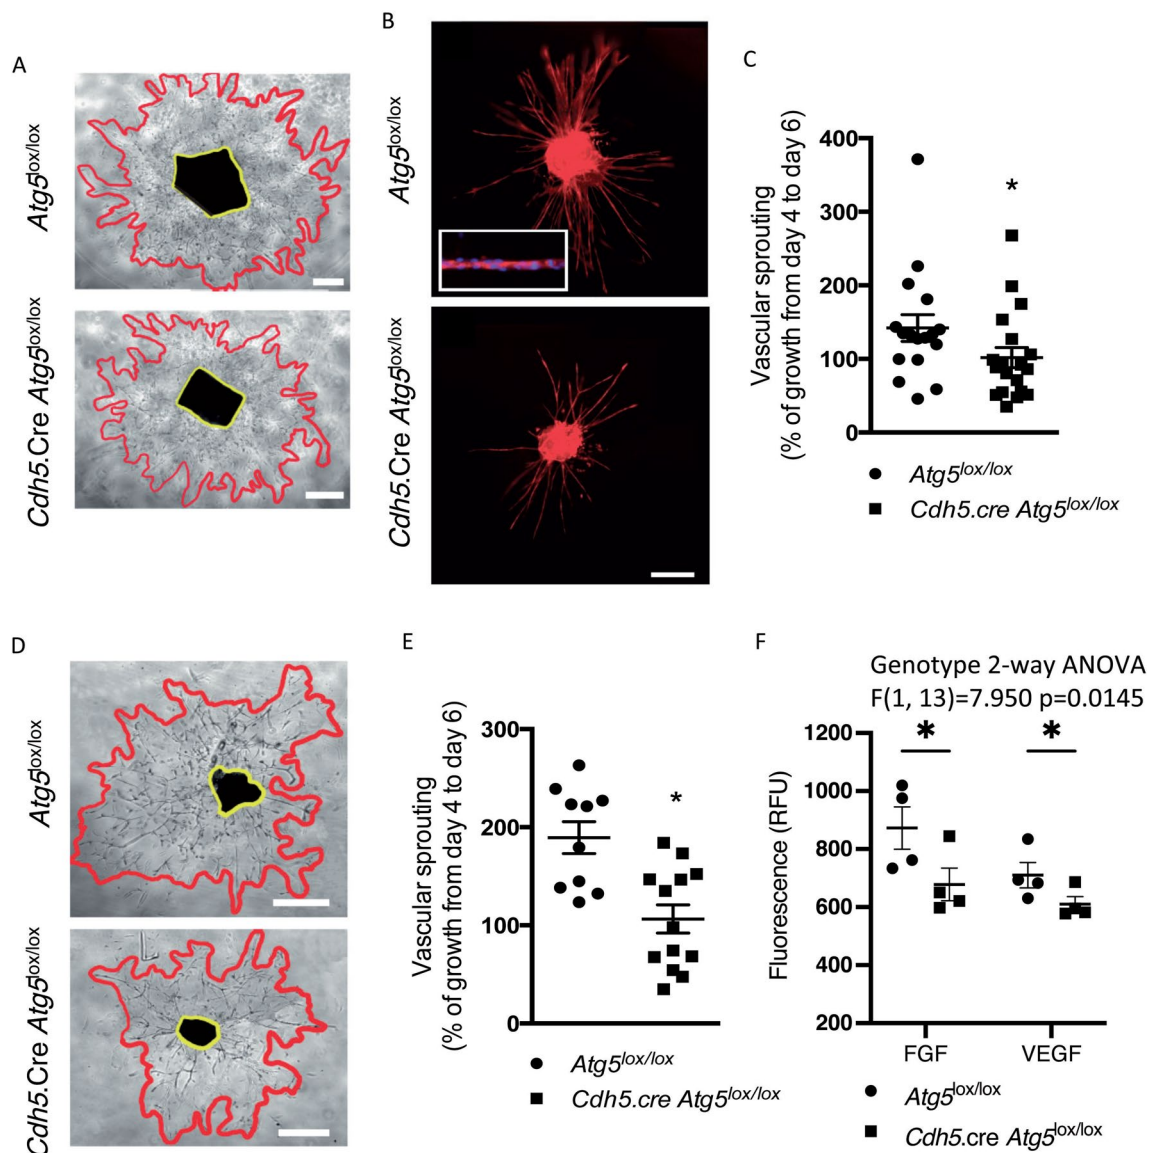 A
Atg5lox/lox
Cdh5.Cre Atg5lox/lox
B
Atg5lox/lox
Cdh5.Cre Atg5lox/lox
C
Vascular sprouting
(% of growth from day 4 to day 6)
400
300
200
100
0
*
Atg5lox/lox
Cdh5.cre Atg5lox/lox
D
Atg5lox/lox
Cdh5.Cre Atg5lox/lox
E
Vascular sprouting
(% of growth from day 4 to day 6)
300
200
100
0
*
Atg5lox/lox
Cdh5.cre Atg5lox/lox
F
Genotype 2-way ANOVA
F(1, 13)=7.950 p=0.0145
Fluorescence (RFU)
1200
1000
800
600
400
200
* *
FGF VEGF
Atg5lox/lox
Cdh5.cre Atg5lox/lox